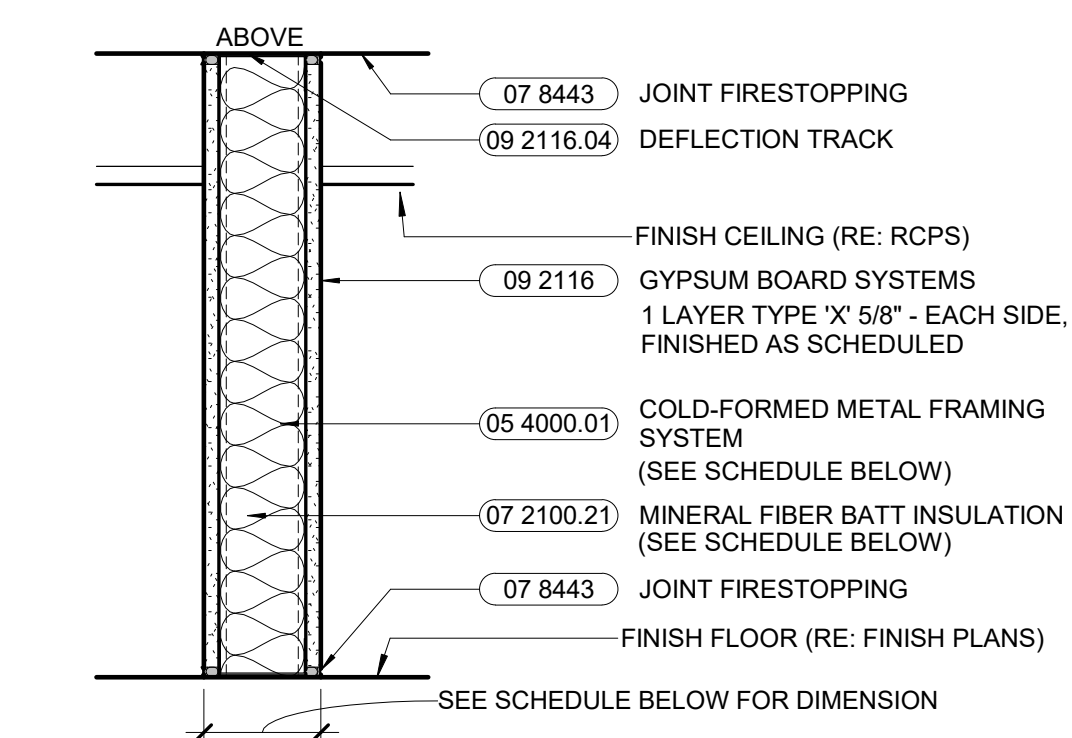 ABOVE
07 8443 JOINT FIRESTOPPING
09 2116.04 DEFLECTION TRACK
FINISH CEILING (RE: RCPS)
09 2116 GYPSUM BOARD SYSTEMS
1 LAYER TYPE 'X' 5/8" - EACH SIDE,
FINISHED AS SCHEDULED
05 4000.01 COLD-FORMED METAL FRAMING
SYSTEM
(SEE SCHEDULE BELOW)
07 2100.21 MINERAL FIBER BATT INSULATION
(SEE SCHEDULE BELOW)
07 8443 JOINT FIRESTOPPING
FINISH FLOOR (RE: FINISH PLANS)
SEE SCHEDULE BELOW FOR DIMENSION